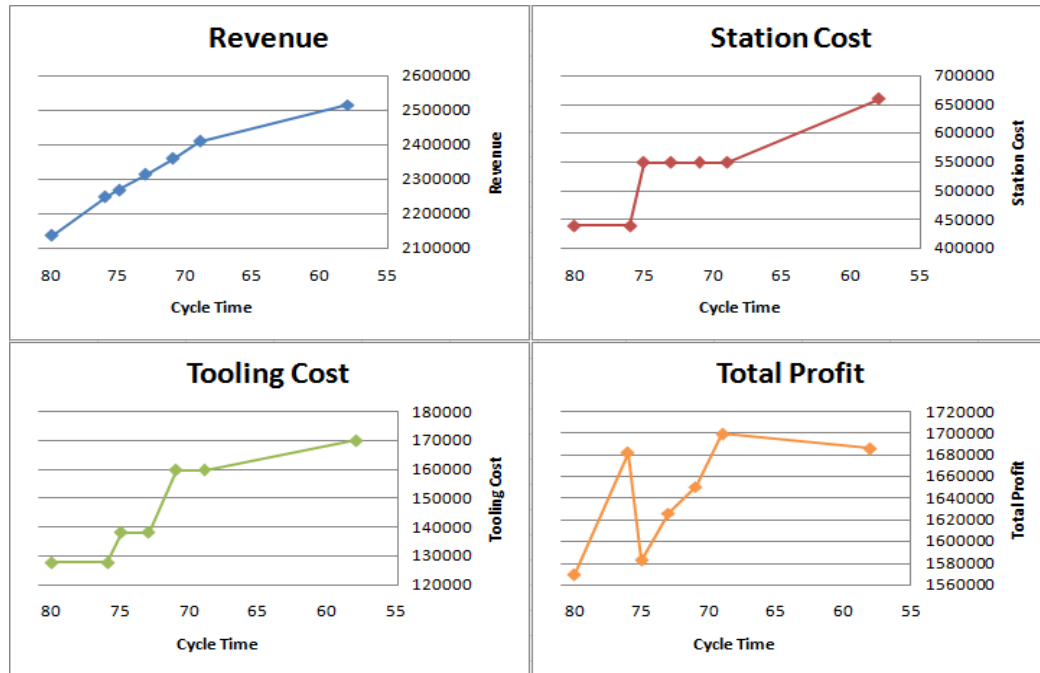 Revenue
2600000
2500000
2400000
2300000
2200000
2100000
Revenue
80 75 70 65 60 55
Cycle Time
Station Cost
700000
650000
600000
550000
500000
450000
400000
Station Cost
80 75 70 65 60 55
Cycle Time
Tooling Cost
180000
170000
160000
150000
140000
130000
120000
Tooling Cost
80 75 70 65 60 55
Cycle Time
Total Profit
1720000
1700000
1680000
1660000
1640000
1620000
1600000
1580000
1560000
Total Profit
80 75 70 65 60 55
Cycle Time